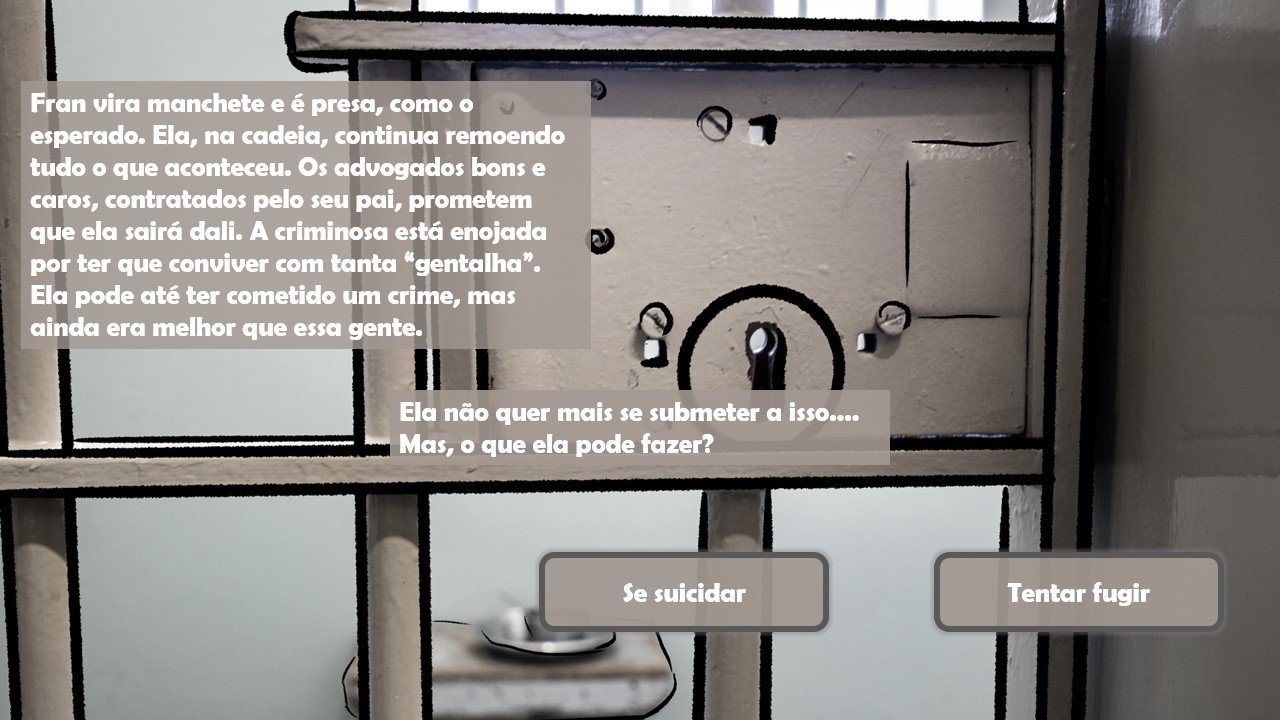 Fran vira manchete e é presa, como o
esperado. Ela, na cadeia, continua remoendo
tudo o que aconteceu. Os advogados bons e
caros, contratados pelo seu pai, prometem
que ela sairá dali. A criminosa está enojada
por ter que conviver com tanta “gentalha”.
Ela pode até ter cometido um crime, mas
ainda era melhor que essa gente.
Ela não quer mais se submeter a isso....
Mas, o que ela pode fazer?
Se suicidar
Tentar fugir